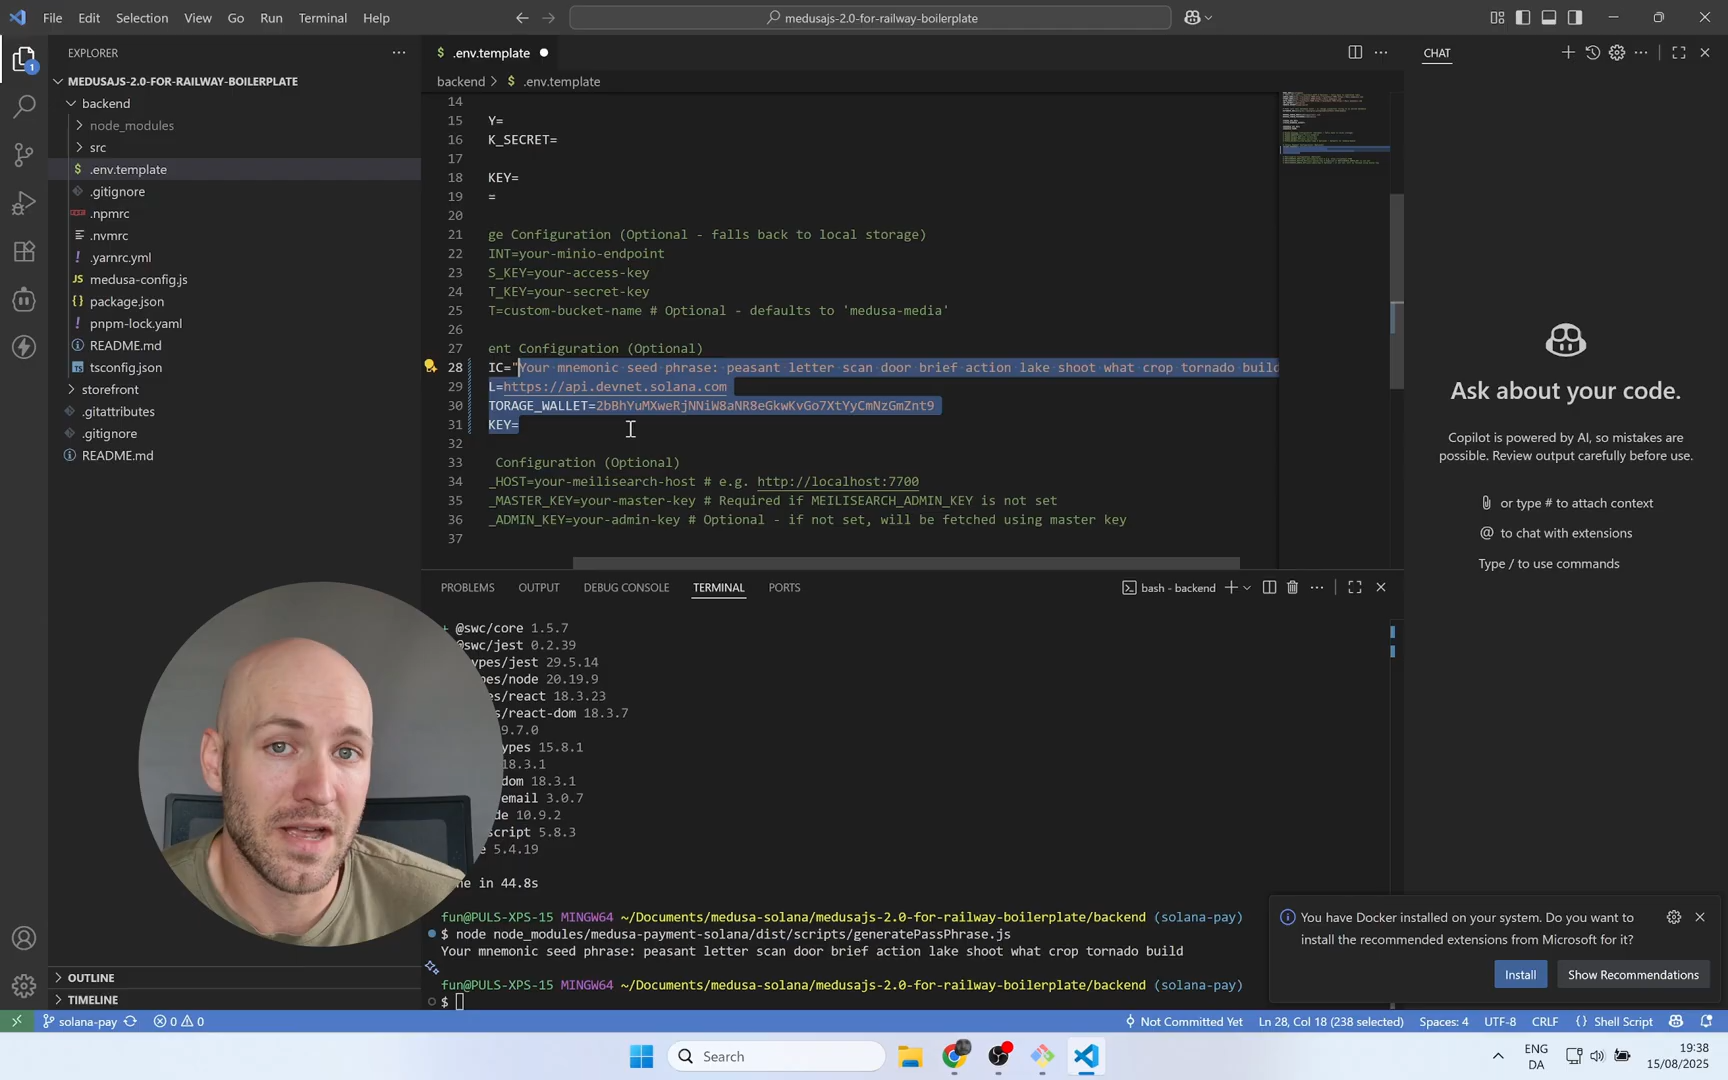 File Edit Selection View Go Run Terminal Help
medusajs-2.0-for-railway-boilerplate
EXPLORER
MEDUSAJS-2.0-FOR-RAILWAY-BOILERPLATE
backend
node_modules
src
.env.template
.gitignore
.npmrc
.nvmrc
.yarnrc.yml
medusa-config.js
package.json
pnpm-lock.yaml
README.md
tsconfig.json
storefront
.gitattributes
.gitignore
README.md
OUTLINE
TIMELINE
.env.template
backend > .env.template
14
15 Y=
16 K_SECRET=
17
18 KEY=
19 =
20
21 ge Configuration (Optional - falls back to local storage)
22 INT=your-minio-endpoint
23 S_KEY=your-access-key
24 T_KEY=your-secret-key
25 T=custom-bucket-name # Optional - defaults to 'medusa-media'
26
27 ent Configuration (Optional)
28 IC="Your mnemonic seed phrase: peasant letter scan door brief action lake shoot what crop tornado build
29 L=https://api.devnet.solana.com
30 TORAGE_WALLET=2bBhYuMXweRjNNiW8aNR8eGkwKvGo7XtYyCmNzGmZnt9
31 KEY=
32
33 Configuration (Optional)
34 _HOST=your-meilisearch-host # e.g. http://localhost:7700
35 _MASTER_KEY=your-master-key # Required if MEILISEARCH_ADMIN_KEY is not set
36 _ADMIN_KEY=your-admin-key # Optional - if not set, will be fetched using master key
37
PROBLEMS OUTPUT DEBUG CONSOLE TERMINAL PORTS
bash - backend
+ @swc/core 1.5.7
@swc/jest 0.2.39
ypes/jest 29.5.14
ypes/node 20.19.9
es/react 18.3.23
s/react-dom 18.3.7
9.7.0
ypes 15.8.1
18.3.1
dom 18.3.1
email 3.0.7
de 10.9.2
script 5.8.3
e 5.4.19
ne in 44.8s
fun@PULS-XPS-15 MINGW64 ~/Documents/medusa-solana/medusajs-2.0-for-railway-boilerplate/backend (solana-pay)
$ node node_modules/medusa-payment-solana/dist/scripts/generatePassPhrase.js
Your mnemonic seed phrase: peasant letter scan door brief action lake shoot what crop tornado build
fun@PULS-XPS-15 MINGW64 ~/Documents/medusa-solana/medusajs-2.0-for-railway-boilerplate/backend (solana-pay)
$
CHAT
Ask about your code.
Copilot is powered by AI, so mistakes are
possible. Review output carefully before use.
or type # to attach context
@ to chat with extensions
Type / to use commands
You have Docker installed on your system. Do you want to
install the recommended extensions from Microsoft for it?
Install
Show Recommendations
1
solana-pay 0 0
Not Committed Yet Ln 28, Col 18 (238 selected) Spaces: 4 UTF-8 CRLF {} Shell Script
Search
ENG
DA
19:38
15/08/2025